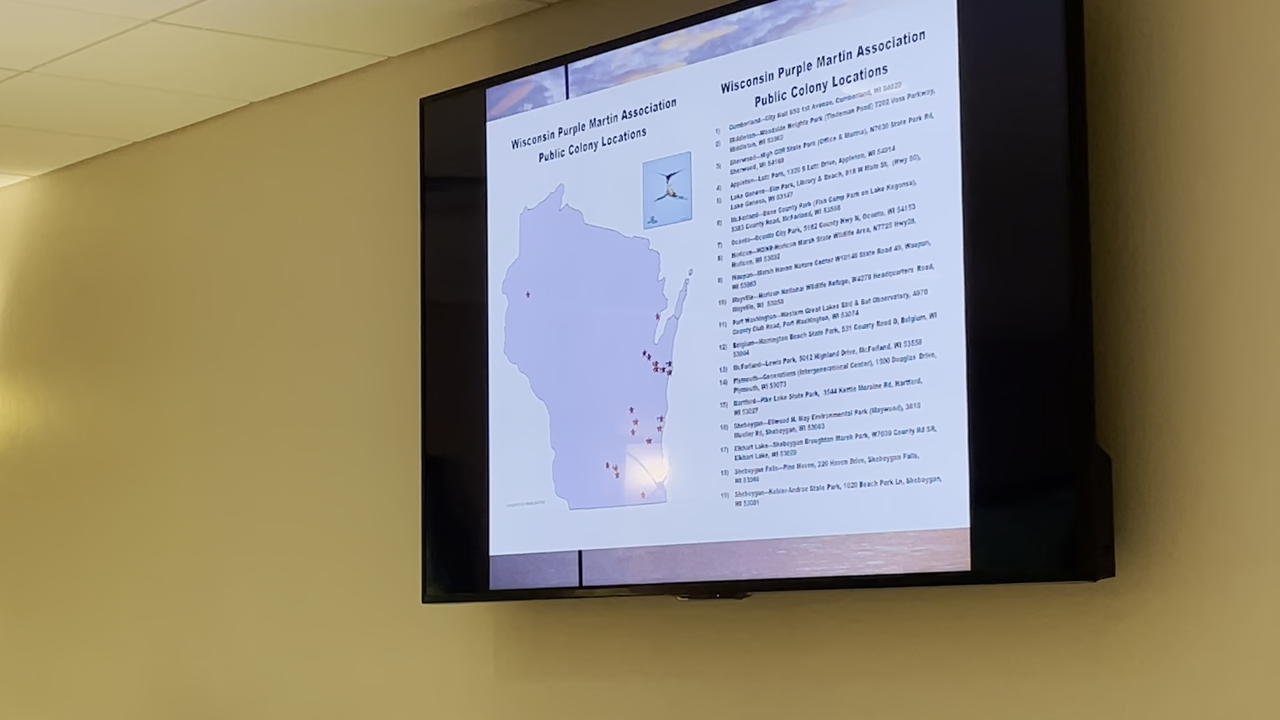 Wisconsin Purple Martin Association
Public Colony Locations
Wisconsin Purple Martin Association
Public Colony Locations
1) Cumberland—City Hall 950 1st Avenue, Cumberland, WI 54829
2) Middleton—Woodside Heights Park (Tiedeman Pond) 7202 Voss Parkway,
Middleton, WI 53562
3) Sherwood—High Cliff State Park (Office & Marina), N7630 State Park Rd,
Sherwood, WI 54169
4) Appleton—Lutz Park, 1320 S Lutz Drive, Appleton, WI 54914
5) Lake Geneva—Elm Park, Library & Beach, 918 W Main St, (Hwy 50),
Lake Geneva, WI 53147
6) McFarland—Dane County Park (Fish Camp Park on Lake Kegonsa),
3383 County Road, McFarland, WI 53558
7) Oconto—Oconto City Park, 5182 County Hwy N, Oconto, WI 54153
8) Horicon—WDNR-Horicon Marsh State Wildlife Area, N7725 Hwy28,
Horicon, WI 53032
9) Waupun—Marsh Haven Nature Center W10145 State Road 49, Waupun,
WI 53963
10) Mayville—Horicon National Wildlife Refuge, W4279 Headquarters Road,
Mayville, WI 53050
11) Port Washington—Western Great Lakes Bird & Bat Observatory, 4970
County Club Road, Port Washington, WI 53074
12) Belgium—Harrington Beach State Park, 531 County Road D, Belgium, WI
53004
13) McFarland—Lewis Park, 5012 Highland Drive, McFarland, WI 53558
14) Plymouth—Generations (Intergenerational Center), 1500 Douglas Drive,
Plymouth, WI 53073
15) Hartford—Pike Lake State Park, 3544 Kettle Moraine Rd, Hartford,
WI 53027
16) Sheboygan—Ellwood H. May Environmental Park (Maywood), 3615
Mueller Rd, Sheboygan, WI 53083
17) Elkhart Lake—Sheboygan Broughton Marsh Park, W7039 County Rd SR,
Elkhart Lake, WI 53020
18) Sheboygan Falls—Pine Haven, 220 Haven Drive, Sheboygan Falls,
WI 53085
19) Sheboygan—Kohler-Andrae State Park, 1020 Beach Park Ln, Sheboygan,
WI 53081